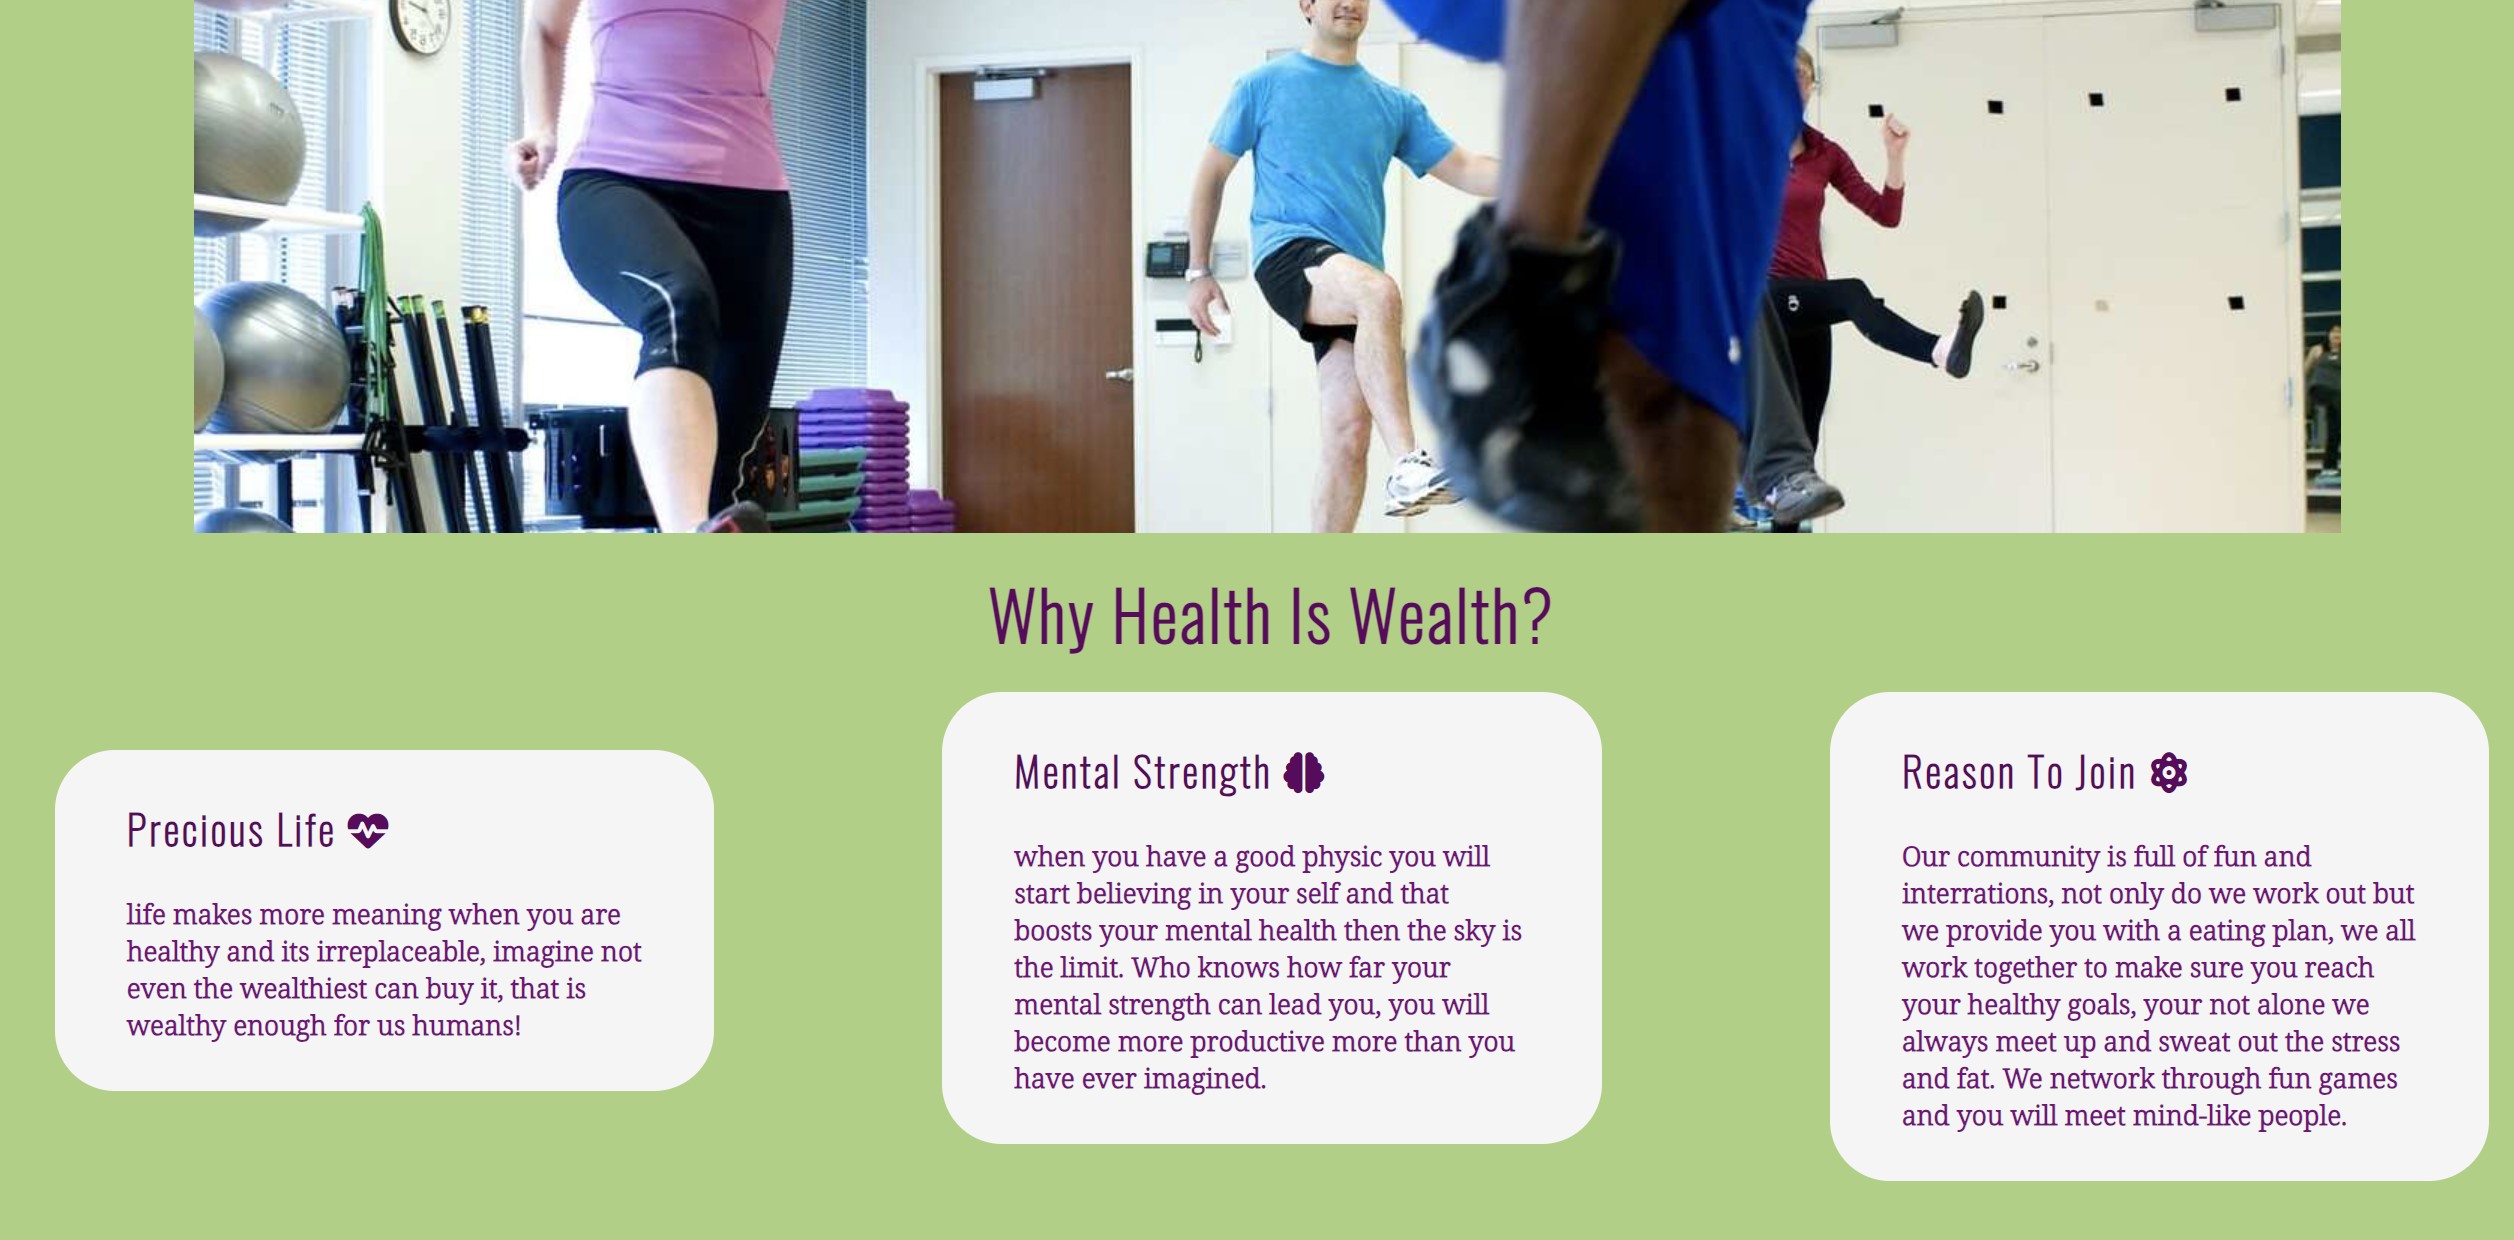 Why Health Is Wealth?
Precious Life
life makes more meaning when you are
healthy and its irreplaceable, imagine not
even the wealthiest can buy it, that is
wealthy enough for us humans!
Mental Strength
when you have a good physic you will
start believing in your self and that
boosts your mental health then the sky is
the limit. Who knows how far your
mental strength can lead you, you will
become more productive more than you
have ever imagined.
Reason To Join
Our community is full of fun and
interrations, not only do we work out but
we provide you with a eating plan, we all
work together to make sure you reach
your healthy goals, your not alone we
always meet up and sweat out the stress
and fat. We network through fun games
and you will meet mind-like people.